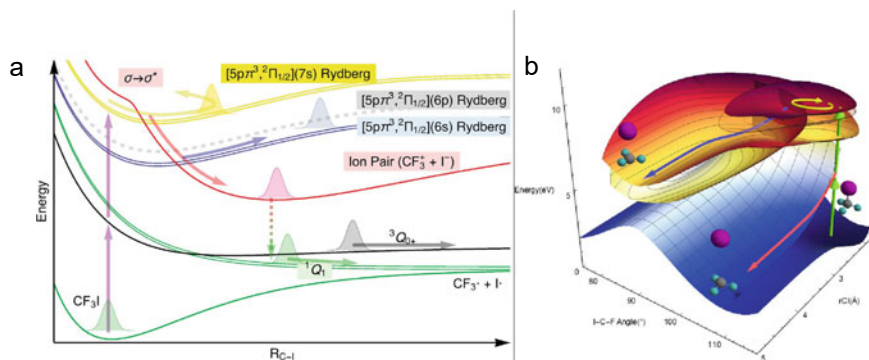 a
σ→σ*
[5pπ³,²Π1/2](7s) Rydberg
[5pπ³,²Π1/2](6p) Rydberg
[5pπ³,²Π1/2](6s) Rydberg
Ion Pair (CF₃⁺ + I⁻)
Energy
³Q0+
¹Q₁
CF₃I
CF₃· + I·
R_C–I
b
Energy(eV)
10
5
0
80
90
100
110
I-C-F Angle(°)
3
4
5
rCI(Å)